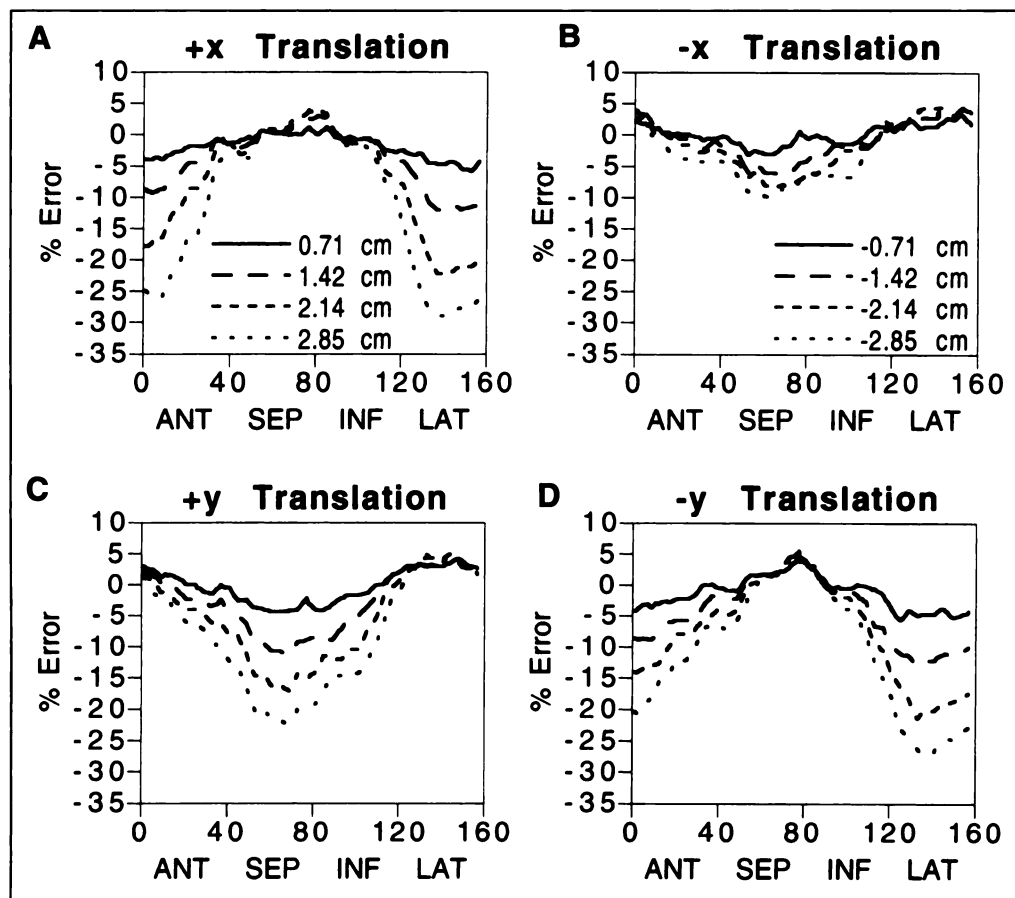 A
+x Translation
10
5
0
-5
-10
-15
-20
-25
-30
-35
% Error
0.71 cm
1.42 cm
2.14 cm
2.85 cm
0 40 80 120 160
ANT SEP INF LAT
B
-x Translation
10
5
0
-5
-10
-15
-20
-25
-30
-35
% Error
-0.71 cm
-1.42 cm
-2.14 cm
-2.85 cm
0 40 80 120 160
ANT SEP INF LAT
C
+y Translation
10
5
0
-5
-10
-15
-20
-25
-30
-35
% Error
0 40 80 120 160
ANT SEP INF LAT
D
-y Translation
10
5
0
-5
-10
-15
-20
-25
-30
-35
% Error
0 40 80 120 160
ANT SEP INF LAT